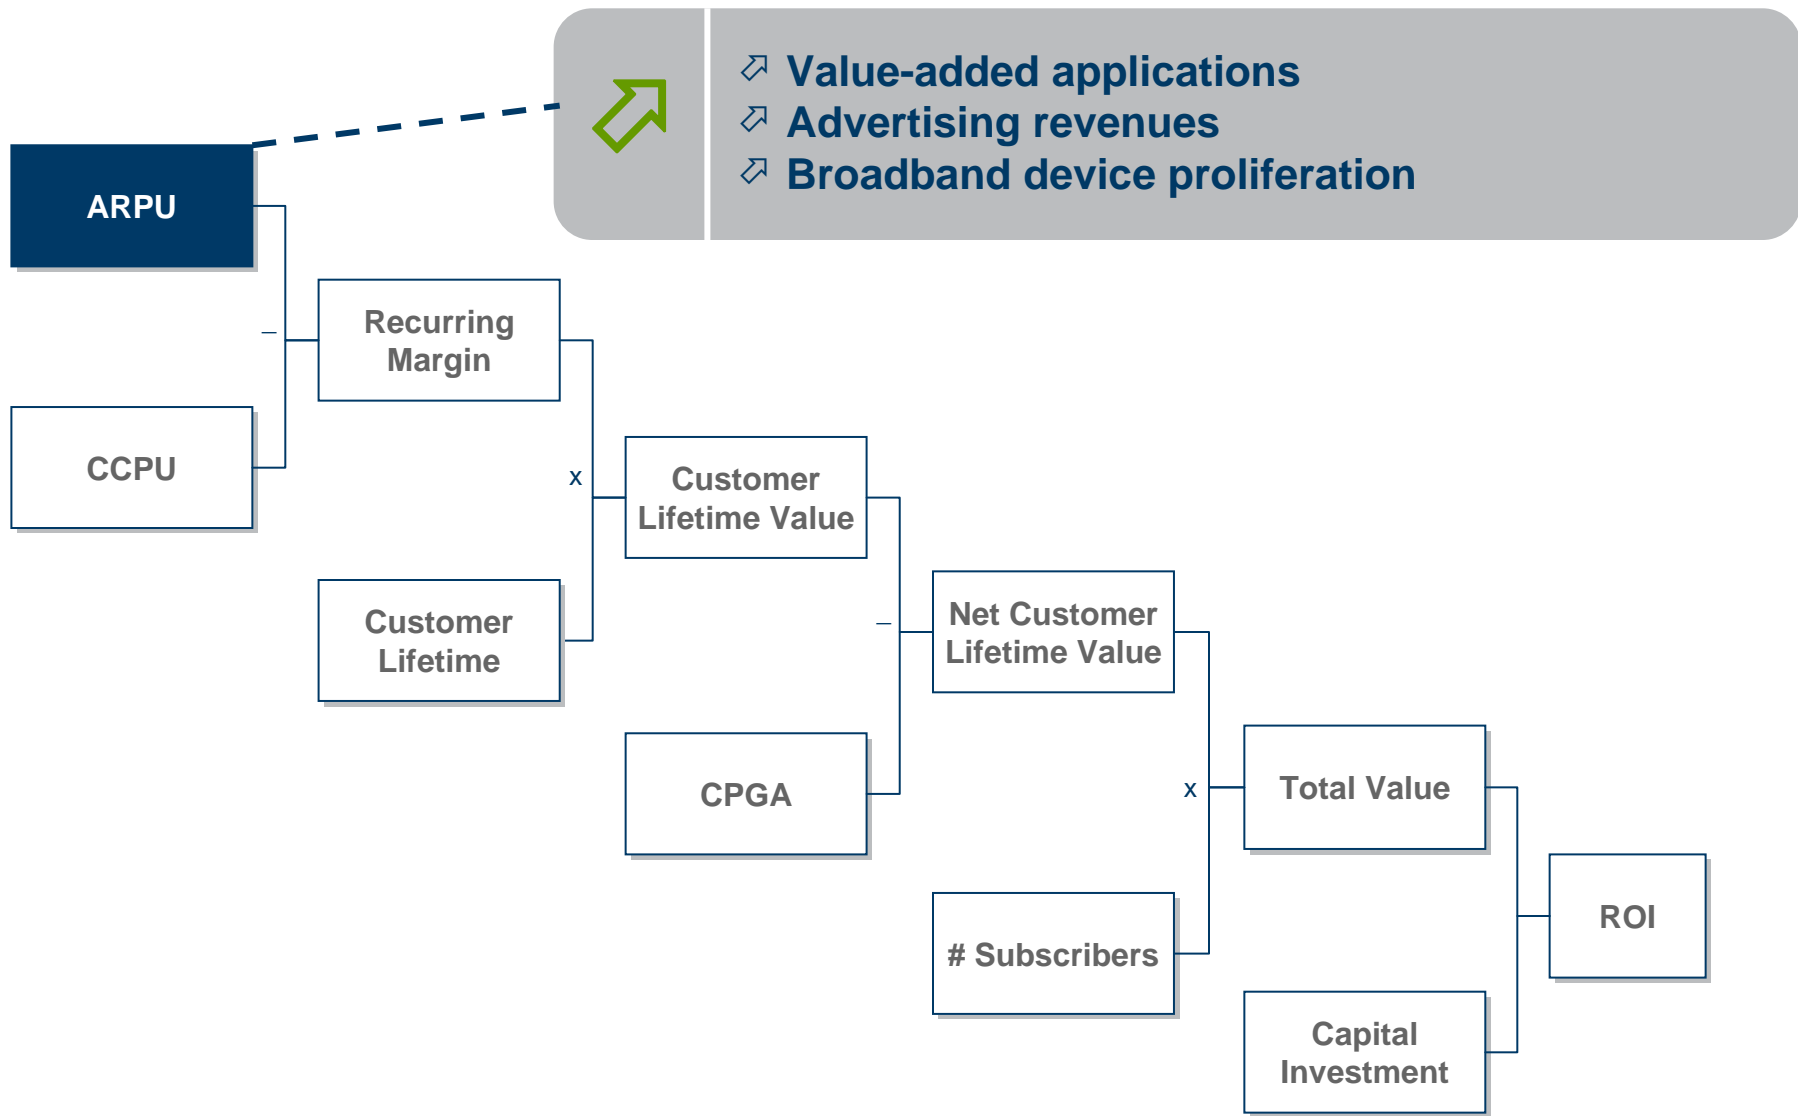 Value-added applications
Advertising revenues
Broadband device proliferation
ARPU
–
Recurring
Margin
CCPU
x
Customer
Lifetime Value
Customer
Lifetime
–
Net Customer
Lifetime Value
CPGA
x
Total Value
# Subscribers
ROI
Capital
Investment